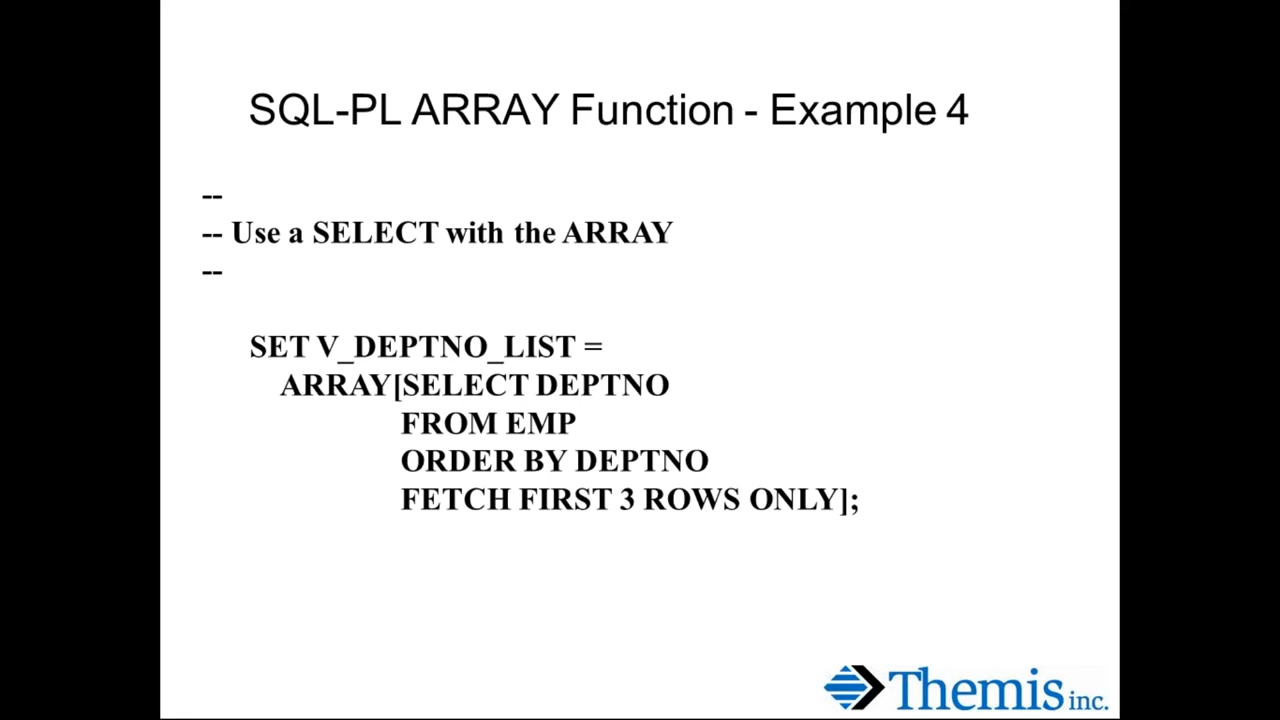 SQL-PL ARRAY Function - Example 4
--
-- Use a SELECT with the ARRAY
--
SET V_DEPTNO_LIST =
ARRAY[SELECT DEPTNO
FROM EMP
ORDER BY DEPTNO
FETCH FIRST 3 ROWS ONLY];
Themis inc.